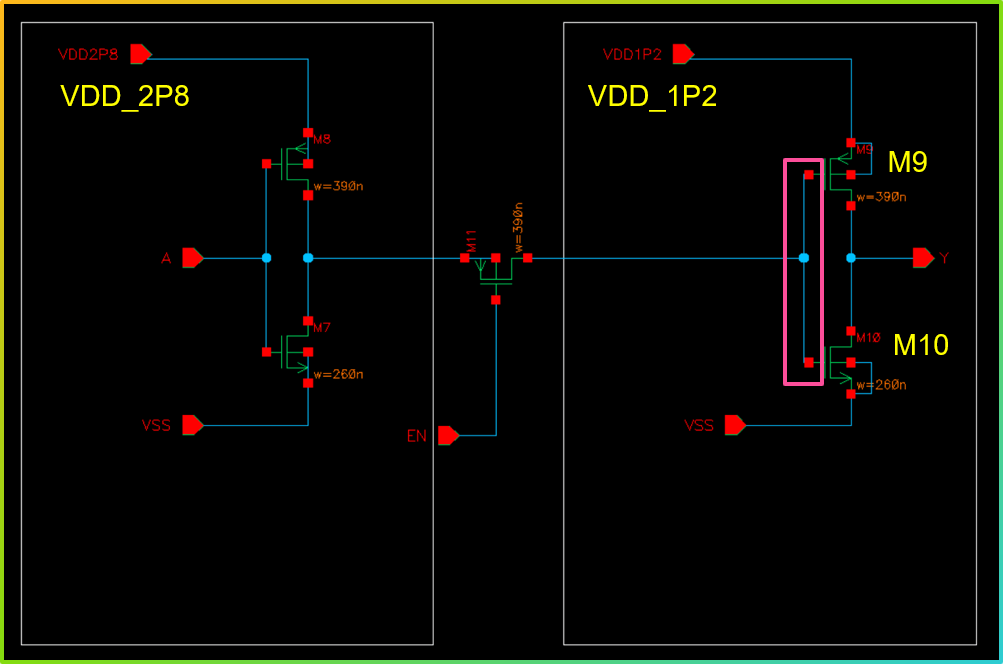 VDD2P8
VDD_2P8
M8
w=390n
A
M7
w=260n
VSS
M11
w=390n
EN
VDD1P2
VDD_1P2
M9
M9
w=390n
Y
M10
M10
w=260n
VSS